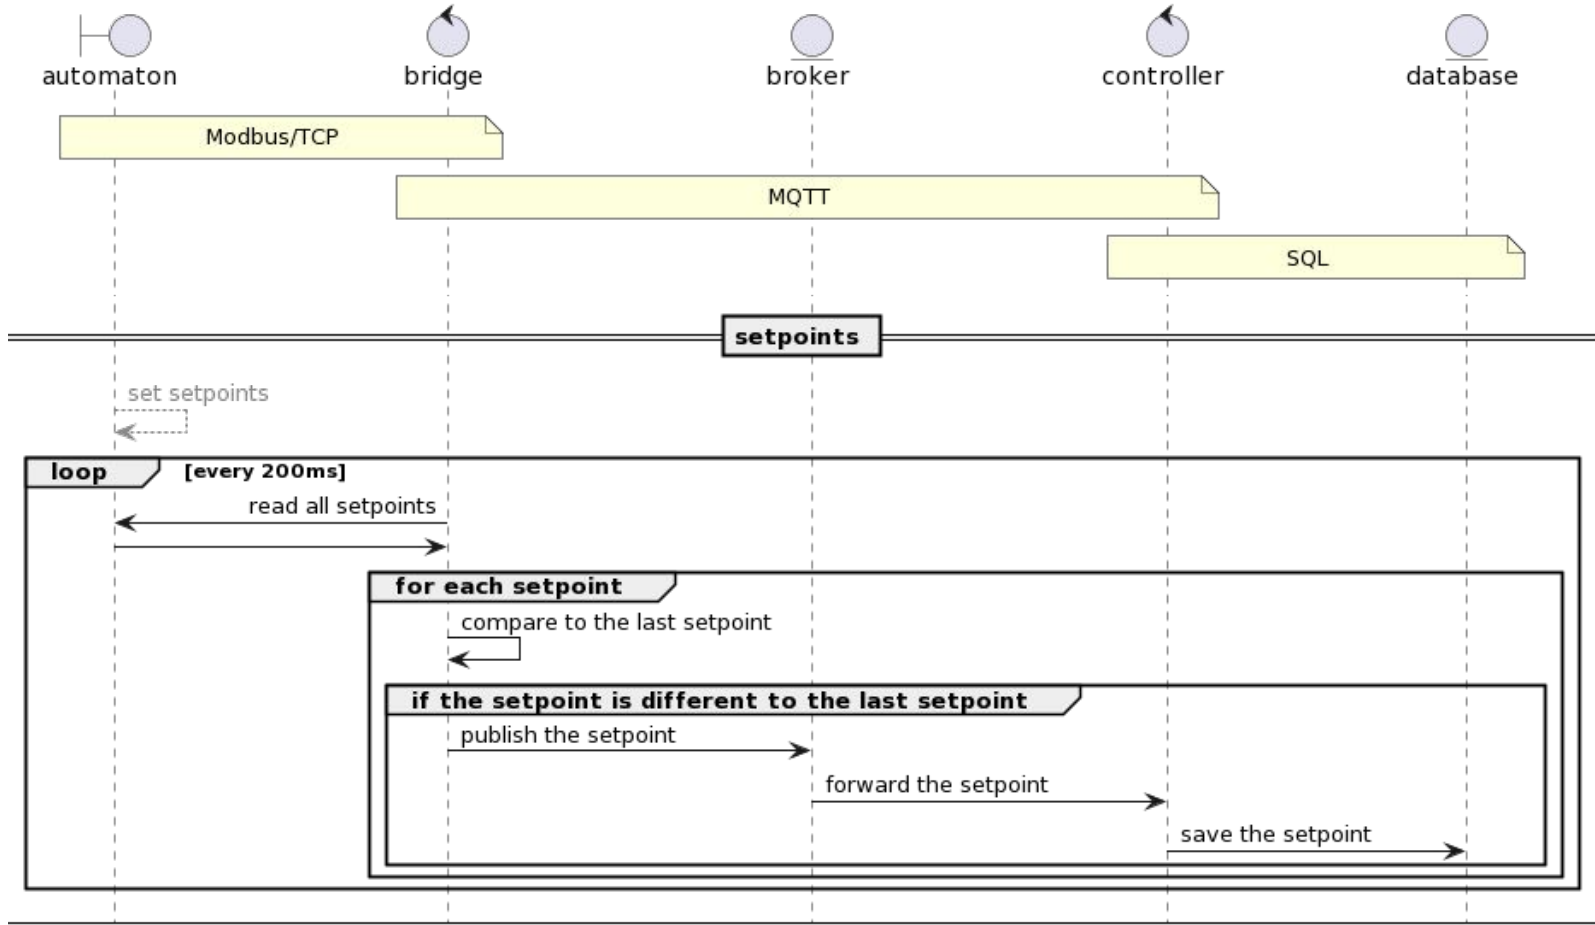 automaton
bridge
broker
controller
database
Modbus/TCP
MQTT
SQL
setpoints
set setpoints
loop [every 200ms]
read all setpoints
for each setpoint
compare to the last setpoint
if the setpoint is different to the last setpoint
publish the setpoint
forward the setpoint
save the setpoint